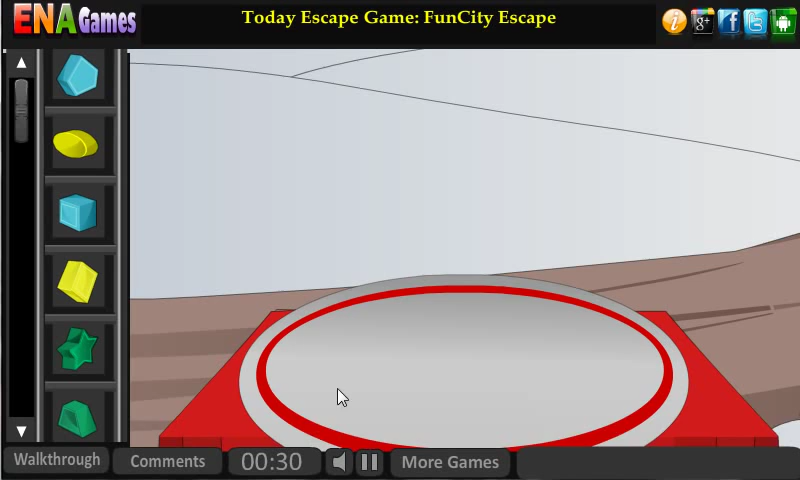 ENA Games
Today Escape Game: FunCity Escape
i g+ f t
Walkthrough
Comments
00:30
More Games